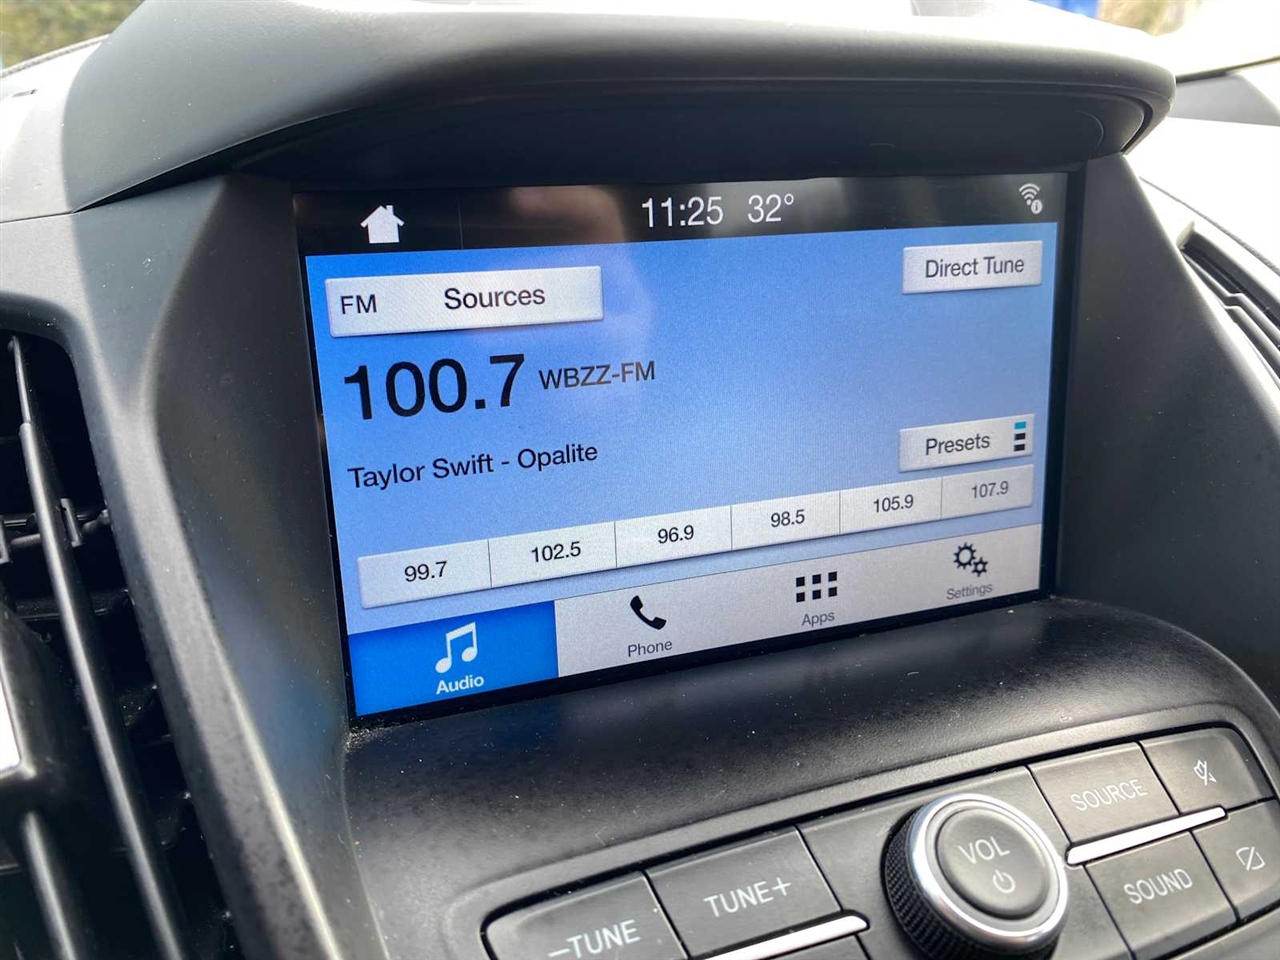 11:25 32°
FM Sources
Direct Tune
100.7 WBZZ-FM
Taylor Swift - Opalite
Presets
99.7 102.5 96.9 98.5 105.9 107.9
Audio Phone Apps Settings
VOL
SOURCE
–TUNE
TUNE+
SOUND